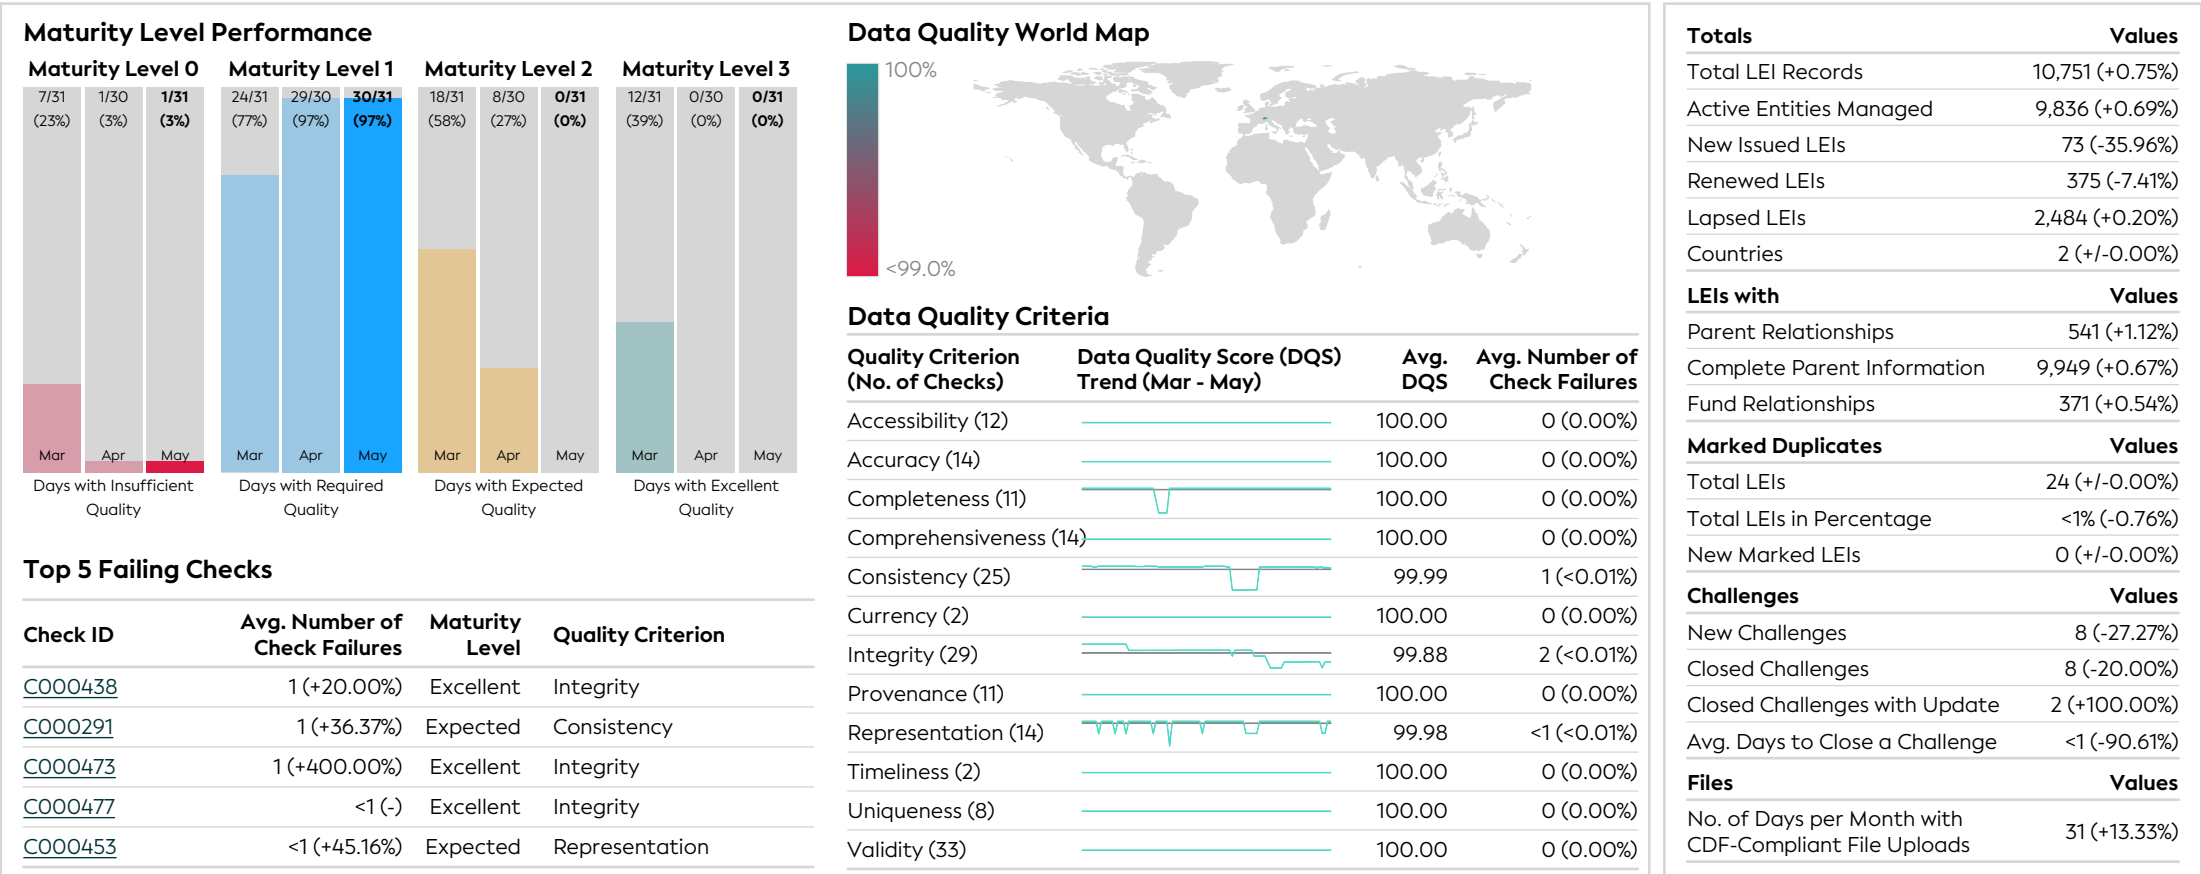 Maturity Level Performance
Maturity Level 0 Maturity Level 1 Maturity Level 2 Maturity Level 3
7/31 1/30 1/31 24/31 29/30 30/31 18/31 8/30 0/31 12/31 0/30 0/31
(23%) (3%) (3%) (77%) (97%) (97%) (58%) (27%) (0%) (39%) (0%) (0%)
Mar Apr May Mar Apr May Mar Apr May Mar Apr May
Days with Insufficient Days with Required Days with Expected Days with Excellent
Quality Quality Quality Quality
Top 5 Failing Checks
Check ID Avg. Number of Check Failures Maturity Level Quality Criterion
C000438 1 (+20.00%) Excellent Integrity
C000291 1 (+36.37%) Expected Consistency
C000473 1 (+400.00%) Excellent Integrity
C000477 <1 (-) Excellent Integrity
C000453 <1 (+45.16%) Expected Representation
Data Quality World Map
100%
<99.0%
Data Quality Criteria
Quality Criterion Data Quality Score (DQS) Avg. Avg. Number of
(No. of Checks) Trend (Mar - May) DQS Check Failures
Accessibility (12) 100.00 0 (0.00%)
Accuracy (14) 100.00 0 (0.00%)
Completeness (11) 100.00 0 (0.00%)
Comprehensiveness (14) 100.00 0 (0.00%)
Consistency (25) 99.99 1 (<0.01%)
Currency (2) 100.00 0 (0.00%)
Integrity (29) 99.88 2 (<0.01%)
Provenance (11) 100.00 0 (0.00%)
Representation (14) 99.98 <1 (<0.01%)
Timeliness (2) 100.00 0 (0.00%)
Uniqueness (8) 100.00 0 (0.00%)
Validity (33) 100.00 0 (0.00%)
Totals Values
Total LEI Records 10,751 (+0.75%)
Active Entities Managed 9,836 (+0.69%)
New Issued LEIs 73 (-35.96%)
Renewed LEIs 375 (-7.41%)
Lapsed LEIs 2,484 (+0.20%)
Countries 2 (+/-0.00%)
LEIs with Values
Parent Relationships 541 (+1.12%)
Complete Parent Information 9,949 (+0.67%)
Fund Relationships 371 (+0.54%)
Marked Duplicates Values
Total LEIs 24 (+/-0.00%)
Total LEIs in Percentage <1% (-0.76%)
New Marked LEIs 0 (+/-0.00%)
Challenges Values
New Challenges 8 (-27.27%)
Closed Challenges 8 (-20.00%)
Closed Challenges with Update 2 (+100.00%)
Avg. Days to Close a Challenge <1 (-90.61%)
Files Values
No. of Days per Month with
CDF-Compliant File Uploads 31 (+13.33%)